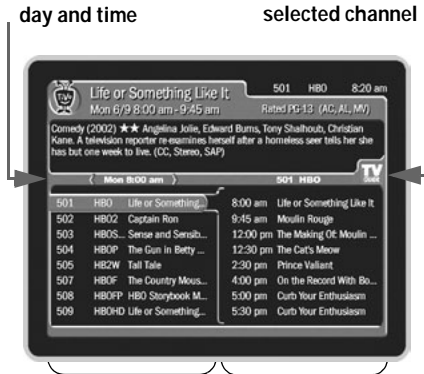 day and time
selected channel
TiVo
Life or Something Like It
501 HBO 8:20 am
Mon 6/9 8:00 am - 9:45 am
Rated PG-13 (AC, AL, MV)
Comedy (2002) ★★ Angelina Jolie, Edward Burns, Tony Shalhoub, Christian
Kane. A television reporter re-examines herself after a homeless seer tells her she
has but one week to live. (CC, Stereo, SAP)
TV
GUIDE
Mon 8:00 am
501 HBO
501 HBO Life or Something...
502 HBO2 Captain Ron
503 HBOS... Sense and Sensib...
504 HBOP The Gun in Betty ...
505 HB2W Tall Tale
507 HBOF The Country Mous...
508 HBOFP HBO Storybook M...
509 HBOHD Life or Something...
8:00 am Life or Something Like It
9:45 am Moulin Rouge
12:00 pm The Making Of: Moulin ...
12:30 pm The Cat's Meow
2:30 pm Prince Valiant
4:00 pm On the Record With Bo...
5:00 pm Curb Your Enthusiasm
5:30 pm Curb Your Enthusiasm